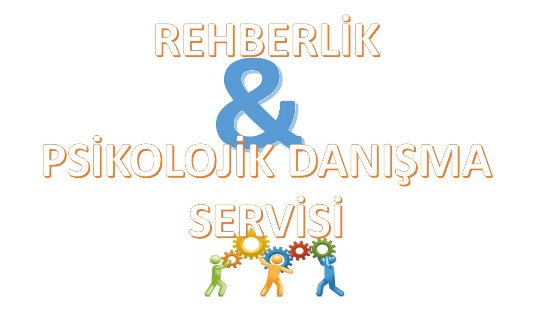 REHBERLİK
&
PSİKOLOJİK DANIŞMA
SERVİSİ